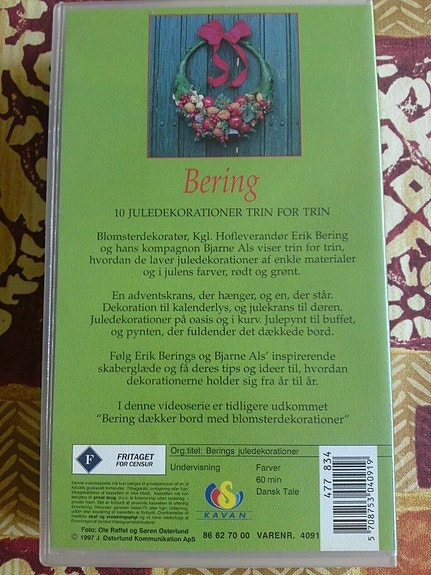 Bering
10 JULEDEKORATIONER TRIN FOR TRIN
Blomsterdekoratør, Kgl. Hofleverandør Erik Bering
og hans kompagnon Bjarne Als viser trin for trin,
hvordan de laver juledekorationer af enkle materialer
og i julens farver, rødt og grønt.
En adventskrans, der hænger, og en, der står.
Dekoration til kalenderlys, og julekrans til døren.
Juledekorationer på oasis og i kurv. Julepynt til buffet,
og pynten, der fuldender det dækkede bord.
Følg Erik Berings og Bjarne Als' inspirerende
skaberglæde og få deres tips og ideer til, hvordan
dekorationerne holder sig fra år til år.
I denne videoserie er tidligere udkommet
"Bering dækker bord med blomsterdekorationer"
F
FRITAGET
FOR CENSUR
Org.titel: Berings juledekorationer
Undervisning
Farver
60 min
Dansk Tale
KAVAN
Foto: Ole Raffel og Søren Østerlund
© 1997 J. Østerlund Kommunikation ApS
86 62 70 00
VARENR. 4091
477 834
5 708753 040919